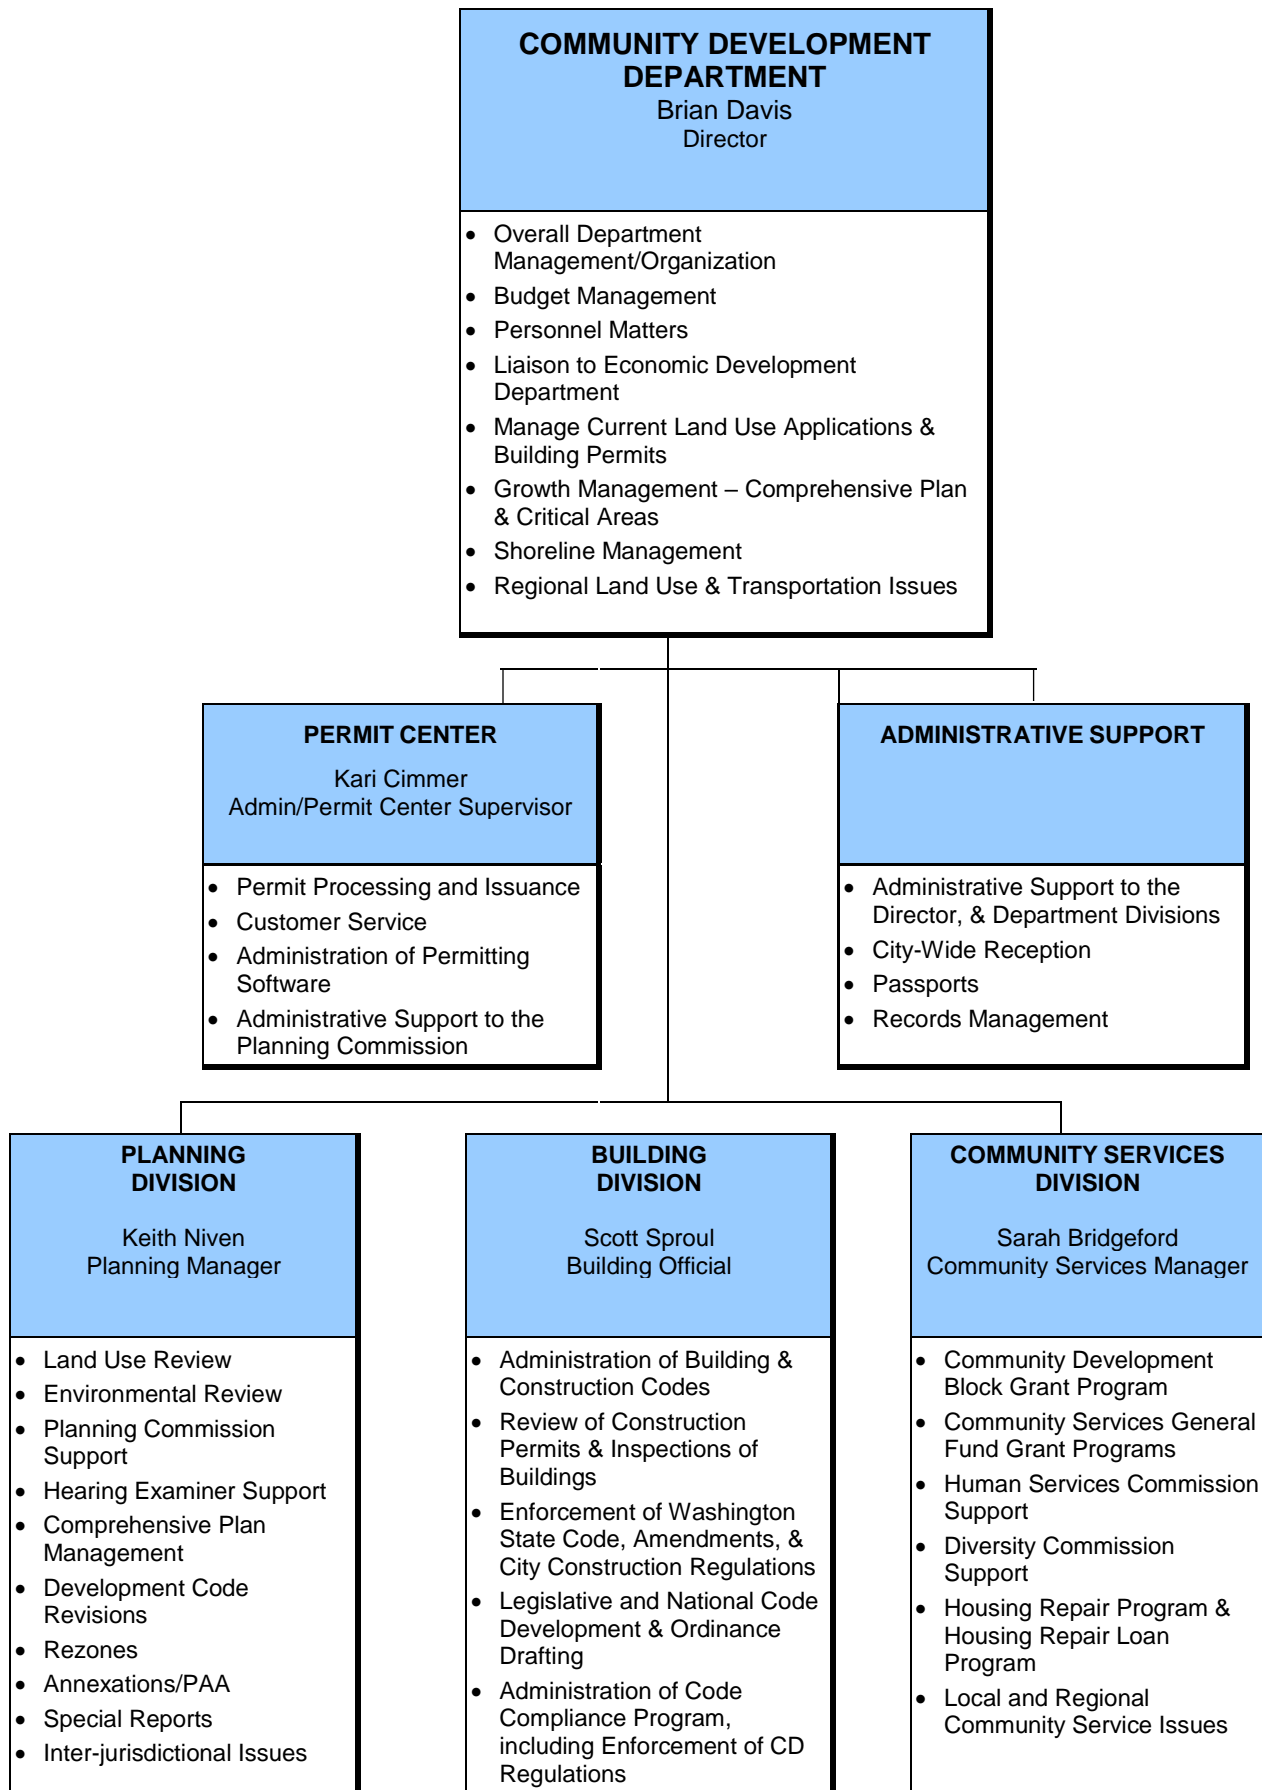 COMMUNITY DEVELOPMENT
DEPARTMENT
Brian Davis
Director
• Overall Department
Management/Organization
• Budget Management
• Personnel Matters
• Liaison to Economic Development
Department
• Manage Current Land Use Applications &
Building Permits
• Growth Management – Comprehensive Plan
& Critical Areas
• Shoreline Management
• Regional Land Use & Transportation Issues
PERMIT CENTER
Kari Cimmer
Admin/Permit Center Supervisor
• Permit Processing and Issuance
• Customer Service
• Administration of Permitting
Software
• Administrative Support to the
Planning Commission
ADMINISTRATIVE SUPPORT
• Administrative Support to the
Director, & Department Divisions
• City-Wide Reception
• Passports
• Records Management
PLANNING
DIVISION
Keith Niven
Planning Manager
• Land Use Review
• Environmental Review
• Planning Commission
Support
• Hearing Examiner Support
• Comprehensive Plan
Management
• Development Code
Revisions
• Rezones
• Annexations/PAA
• Special Reports
• Inter-jurisdictional Issues
BUILDING
DIVISION
Scott Sproul
Building Official
• Administration of Building &
Construction Codes
• Review of Construction
Permits & Inspections of
Buildings
• Enforcement of Washington
State Code, Amendments, &
City Construction Regulations
• Legislative and National Code
Development & Ordinance
Drafting
• Administration of Code
Compliance Program,
including Enforcement of CD
Regulations
COMMUNITY SERVICES
DIVISION
Sarah Bridgeford
Community Services Manager
• Community Development
Block Grant Program
• Community Services General
Fund Grant Programs
• Human Services Commission
Support
• Diversity Commission
Support
• Housing Repair Program &
Housing Repair Loan
Program
• Local and Regional
Community Service Issues